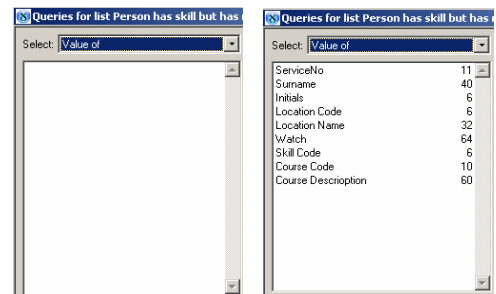 Queries for list Person has skill but has
Select: Value of
Queries for list Person has skill but has
Select: Value of
ServiceNo 11
Surname 40
Initials 6
Location Code 6
Location Name 32
Watch 64
Skill Code 6
Course Code 10
Course Descrioption 60